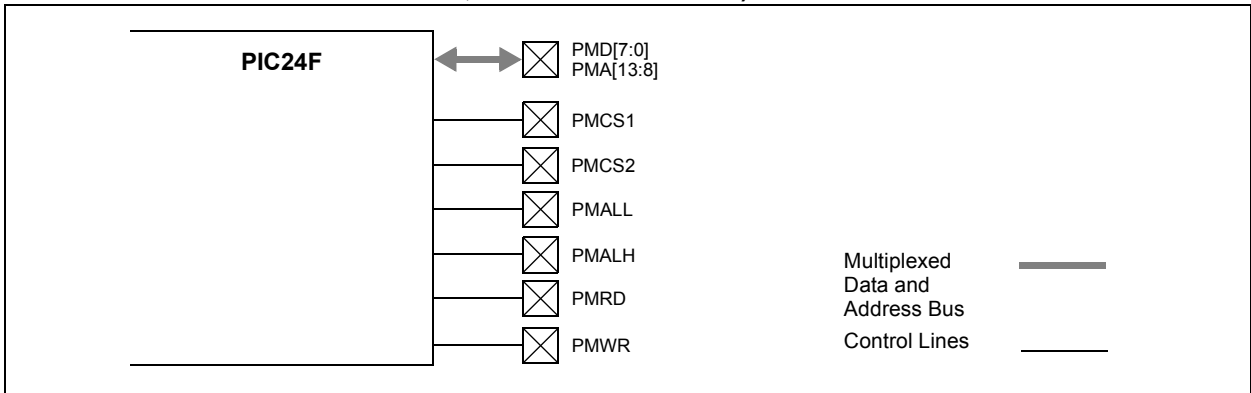 PIC24F
PMD[7:0]
PMA[13:8]
PMCS1
PMCS2
PMALL
PMALH
PMRD
PMWR
Multiplexed
Data and
Address Bus
Control Lines